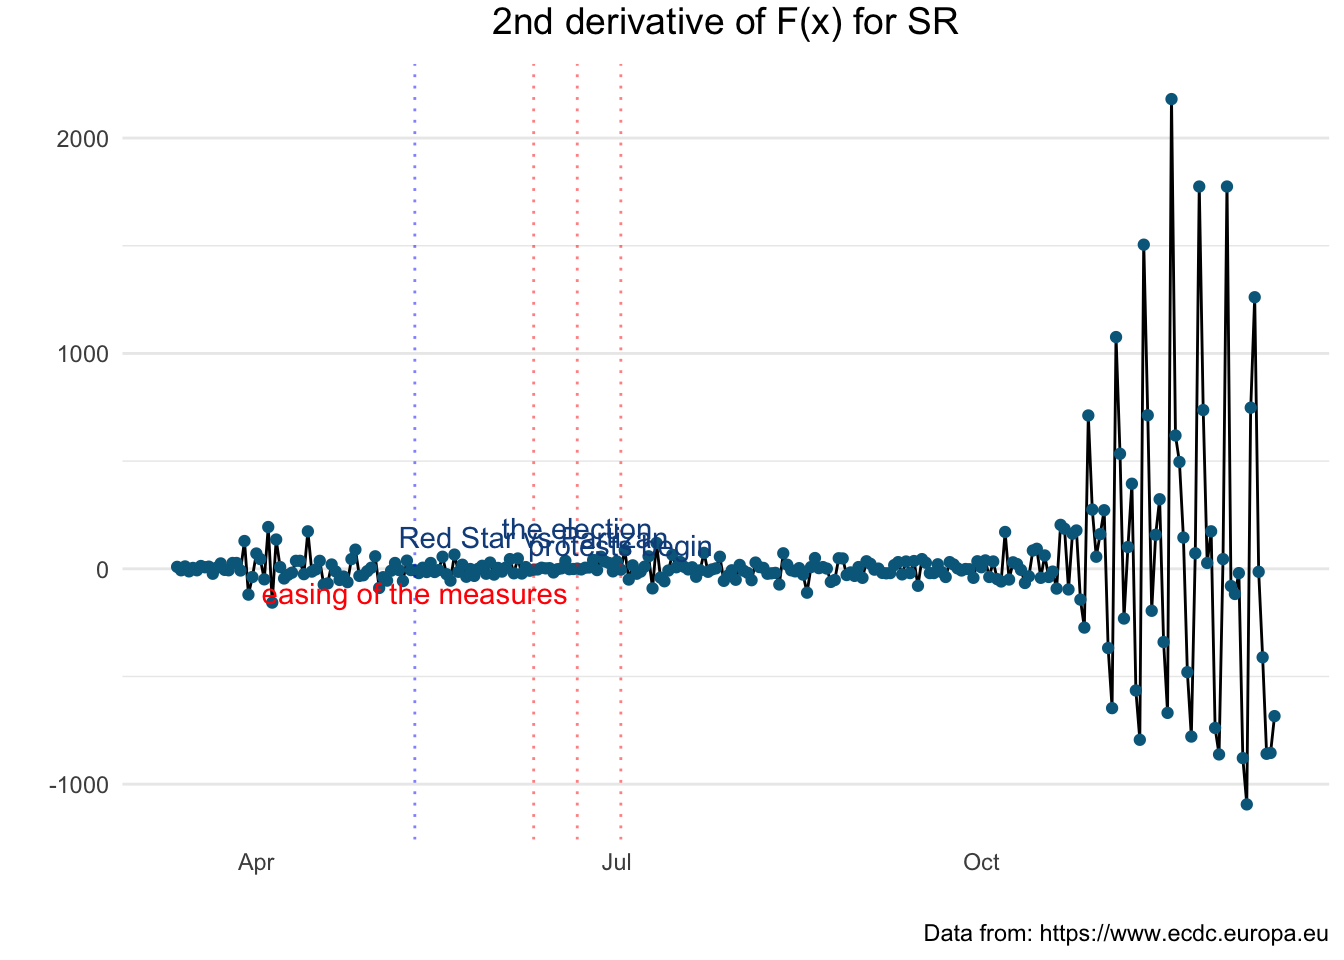 2nd derivative of F(x) for SR
2000
1000
the election
Red Star vs. Partizan
protests begin
0
easing of the measures
-1000
Apr
Jul
Oct
Data from: https://www.ecdc.europa.eu